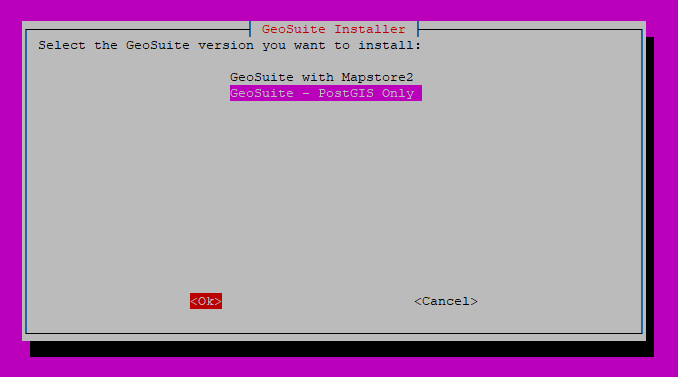 GeoSuite Installer
Select the GeoSuite version you want to install:
GeoSuite with Mapstore2
GeoSuite - PostGIS Only
<Ok> <Cancel>